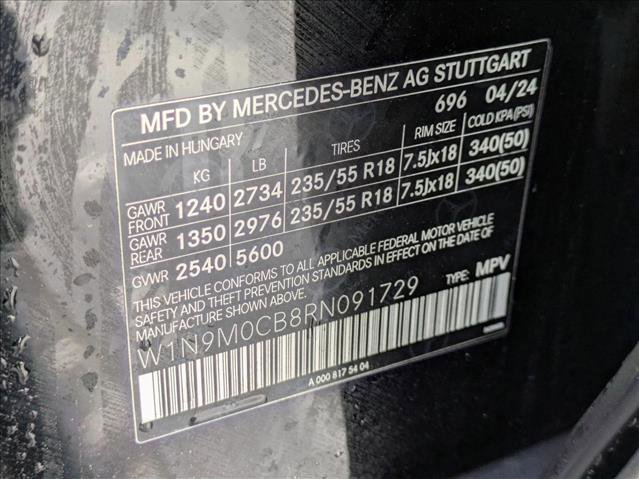 MFD BY MERCEDES-BENZ AG STUTTGART
696 04/24
MADE IN HUNGARY
KG LB TIRES RIM SIZE COLD KPA(PSI)
GAWR FRONT 1240 2734 235/55 R18 7.5Jx18 340(50)
GAWR REAR 1350 2976 235/55 R18 7.5Jx18 340(50)
GVWR 2540 5600
THIS VEHICLE CONFORMS TO ALL APPLICABLE FEDERAL MOTOR VEHICLE
SAFETY AND THEFT PREVENTION STANDARDS IN EFFECT ON THE DATE OF
MANUFACTURE SHOWN ABOVE.
W1N9M0CB8RN091729 TYPE: MPV
A 000 817 54 04